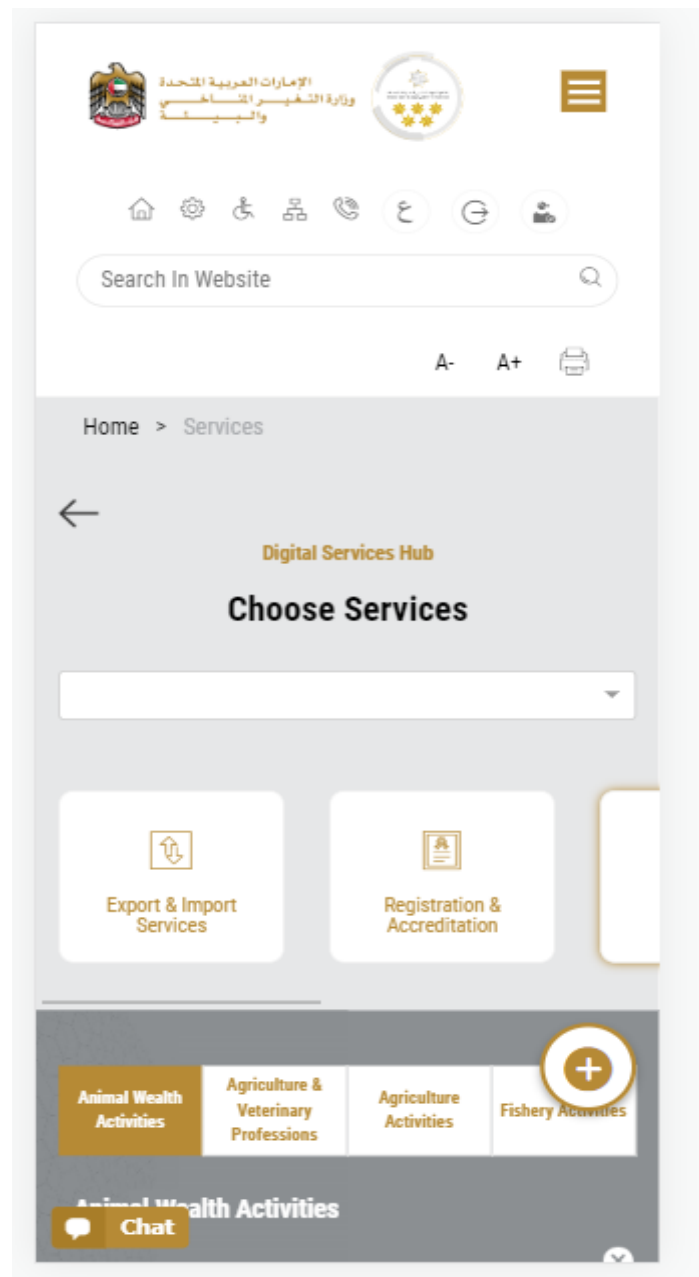 الإمارات العربية المتحدة
وزارة التغيير المناخي
والبيئة
ع
Search In Website
A- A+
Home > Services
Digital Services Hub
Choose Services
Export & Import
Services
Registration &
Accreditation
Animal Wealth
Activities
Agriculture &
Veterinary
Professions
Agriculture
Activities
Fishery Activities
Animal Wealth Activities
Chat